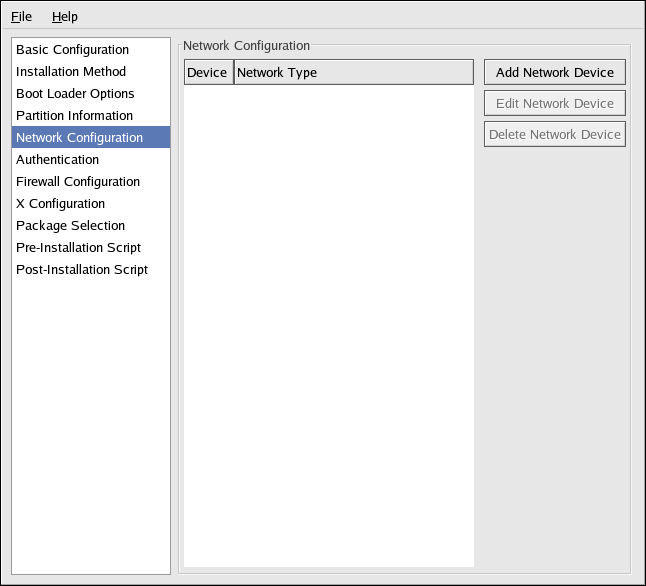 File Help
Basic Configuration
Installation Method
Boot Loader Options
Partition Information
Network Configuration
Authentication
Firewall Configuration
X Configuration
Package Selection
Pre-Installation Script
Post-Installation Script
Network Configuration
Device Network Type
Add Network Device
Edit Network Device
Delete Network Device